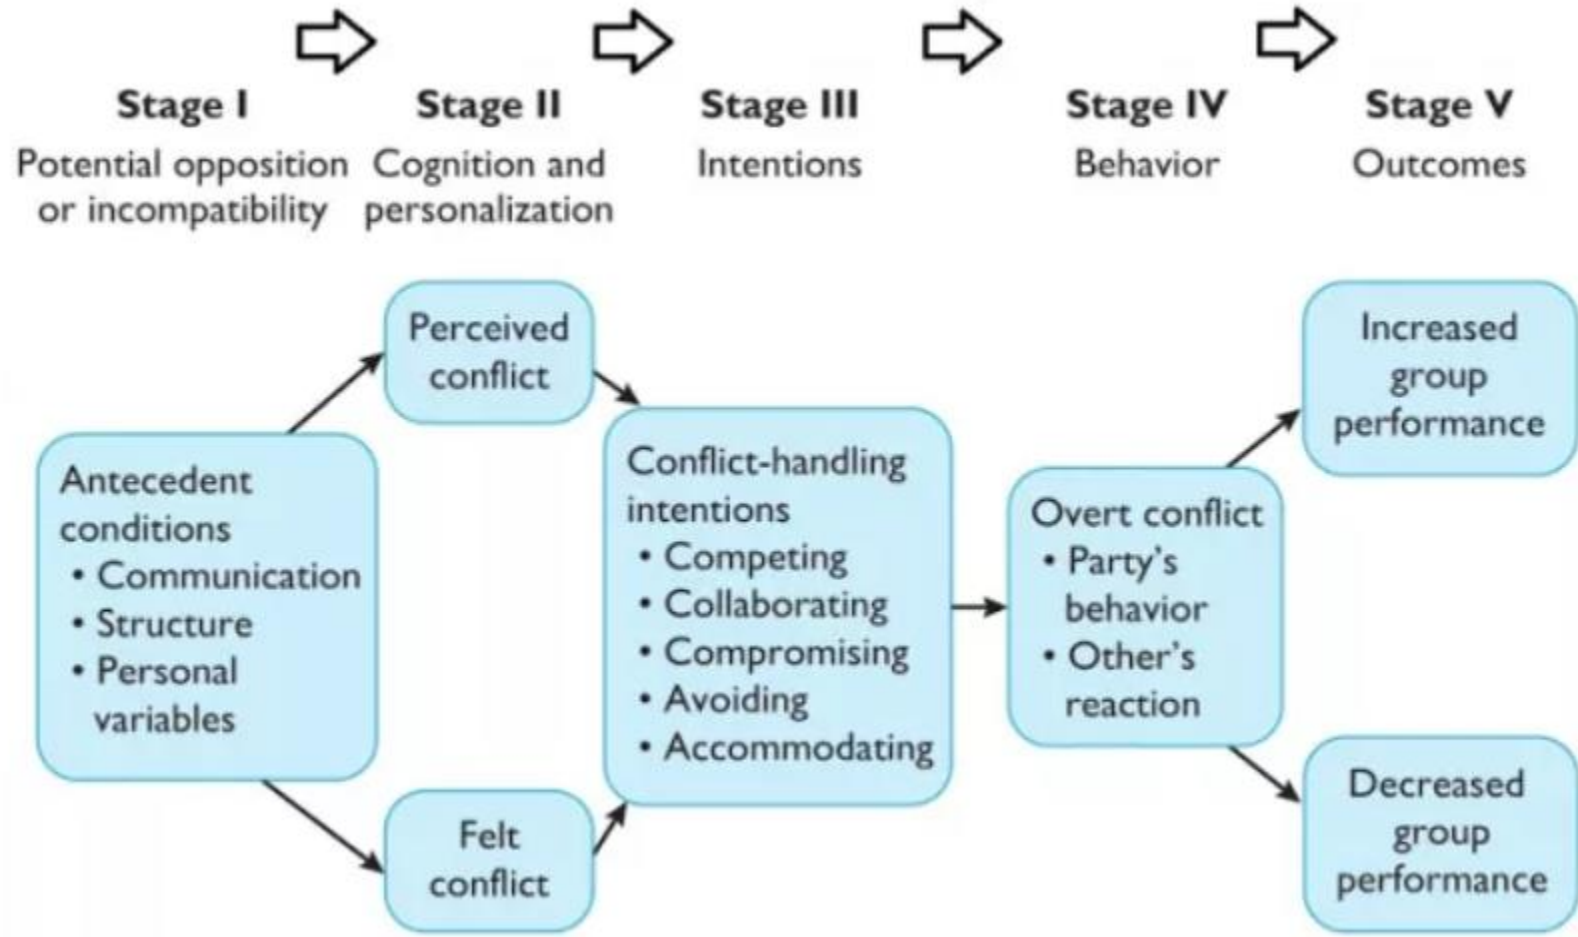 Stage I
Potential opposition
or incompatibility
Stage II
Cognition and
personalization
Stage III
Intentions
Stage IV
Behavior
Stage V
Outcomes
Antecedent
conditions
• Communication
• Structure
• Personal
variables
Perceived
conflict
Felt
conflict
Conflict-handling
intentions
• Competing
• Collaborating
• Compromising
• Avoiding
• Accommodating
Overt conflict
• Party's
behavior
• Other's
reaction
Increased
group
performance
Decreased
group
performance